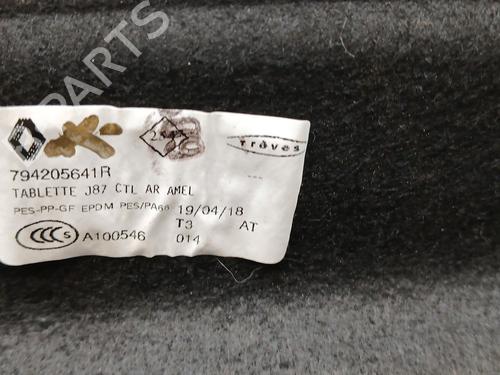 B-PARTS
Trèves
794205641R
TABLETTE J87 CTL AR AMEL
PES-PP-GF EPDM PES/PA66 19/04/18
T3 AT
CCC S A100546 014